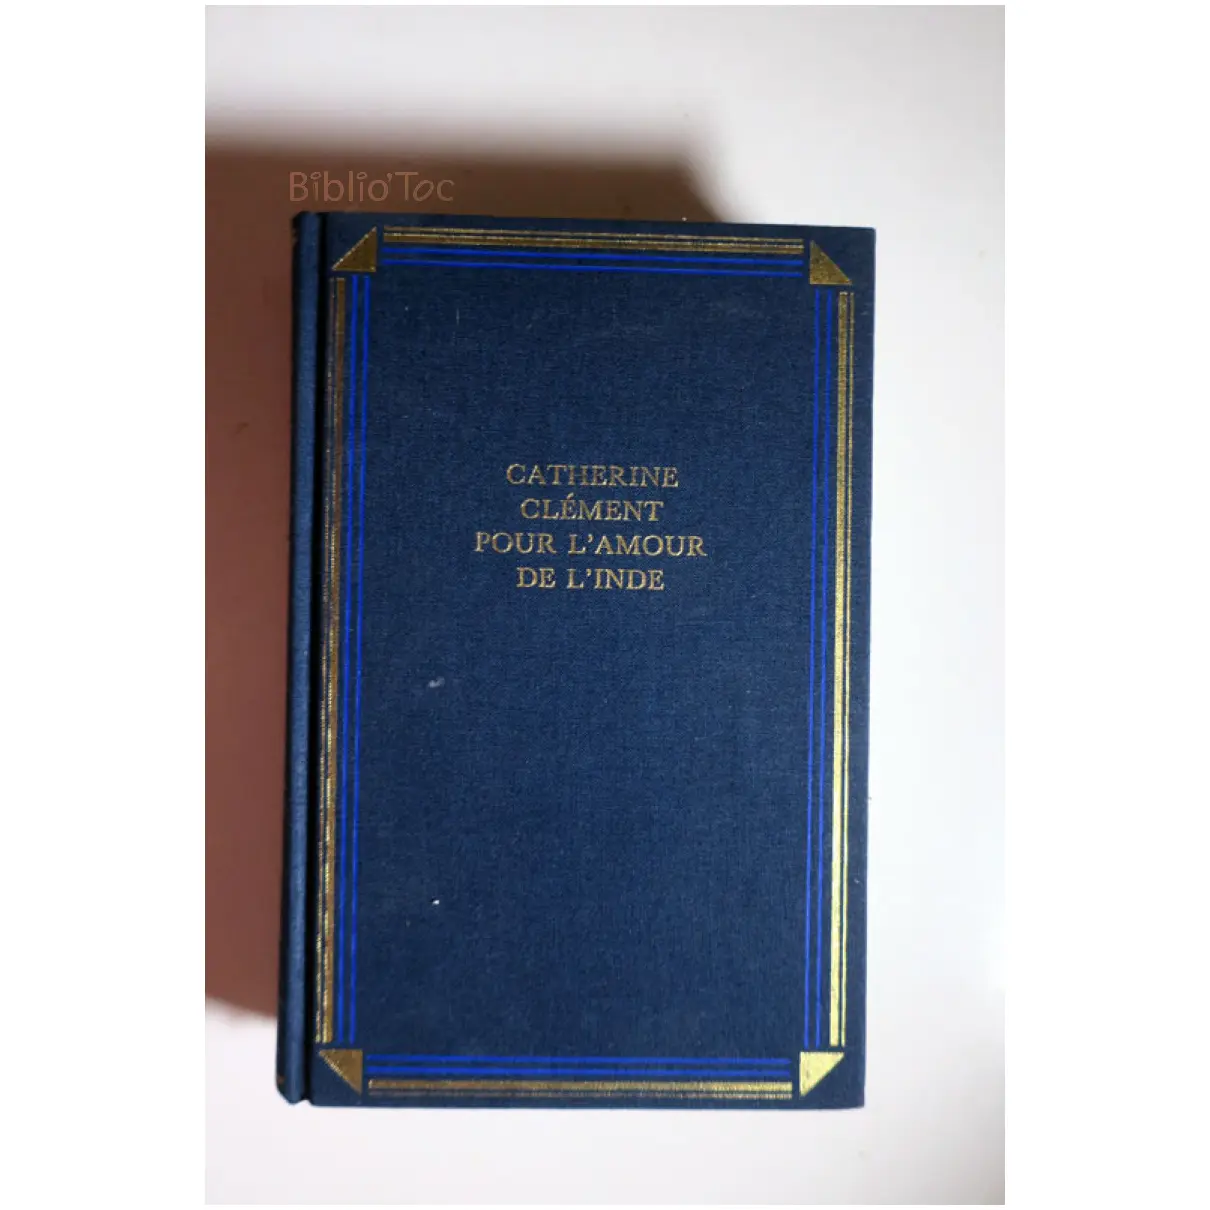 Biblio'Toc
CATHERINE
CLÉMENT
POUR L'AMOUR
DE L'INDE